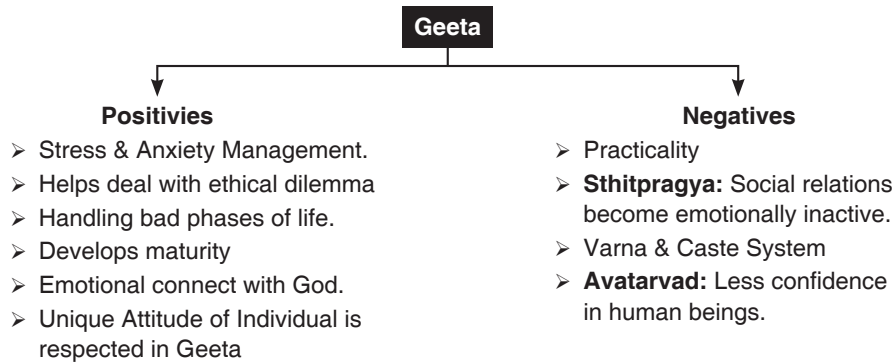 Geeta
Positivies
➢ Stress & Anxiety Management.
➢ Helps deal with ethical dilemma
➢ Handling bad phases of life.
➢ Develops maturity
➢ Emotional connect with God.
➢ Unique Attitude of Individual is
respected in Geeta
Negatives
➢ Practicality
➢ Sthitpragya: Social relations
become emotionally inactive.
➢ Varna & Caste System
➢ Avatarvad: Less confidence
in human beings.